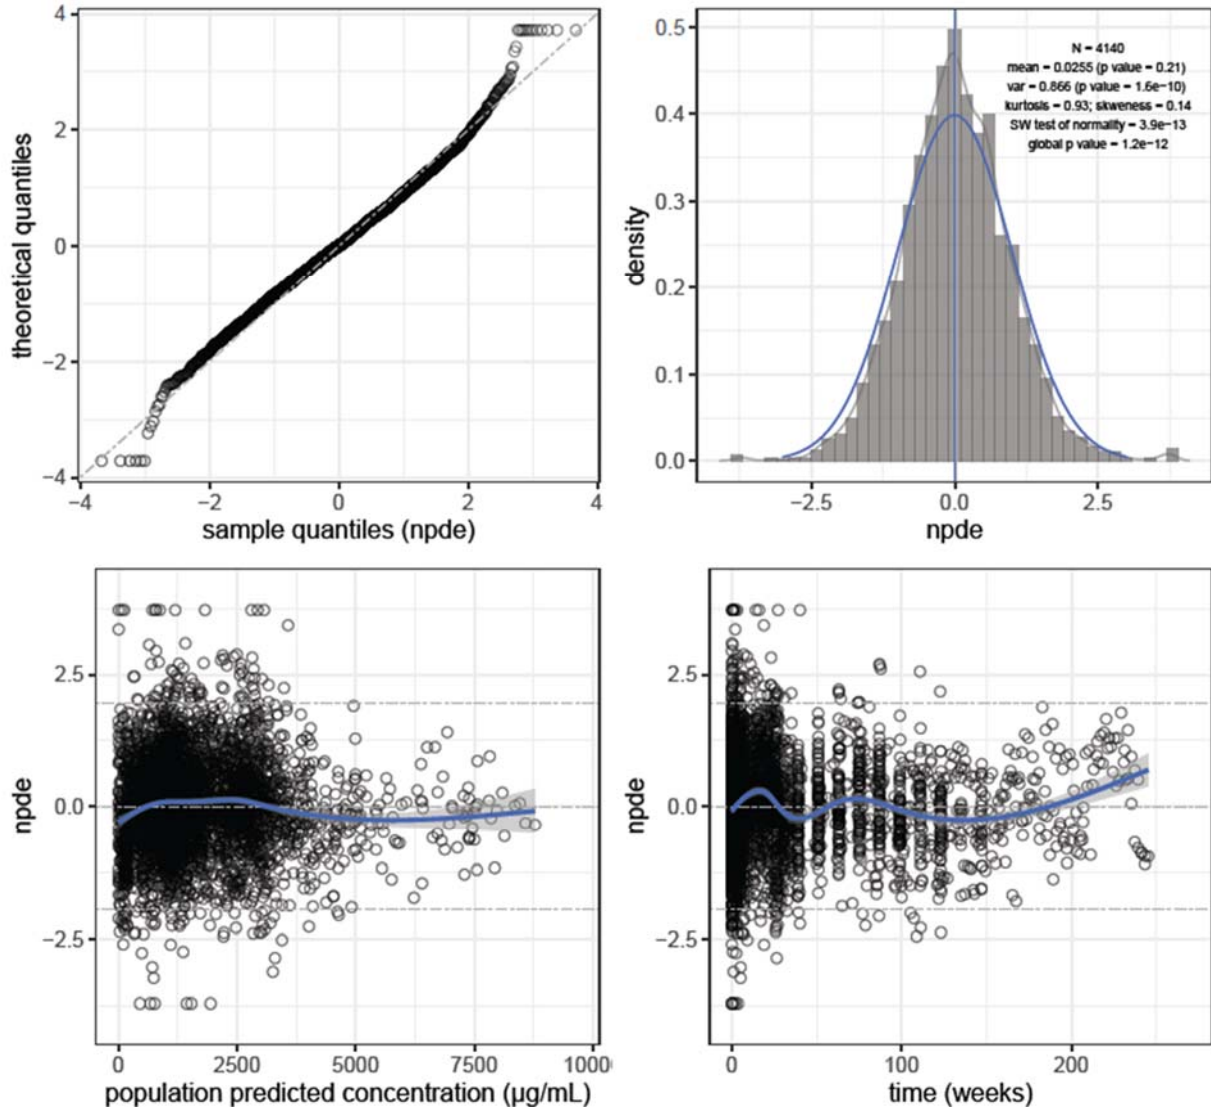 4
2
0
−2
−4
theoretical quantiles
−4 −2 0 2 4
sample quantiles (npde)
0.5
0.4
0.3
0.2
0.1
0.0
density
N = 4140
mean = 0.0255 (p value = 0.21)
var = 0.866 (p value = 1.6e−10)
kurtosis = 0.93; skweness = 0.14
SW test of normality = 3.9e−13
global p value = 1.2e−12
−2.5 0.0 2.5
npde
2.5
0.0
−2.5
npde
0 2500 5000 7500 1000
population predicted concentration (µg/mL)
2.5
0.0
−2.5
npde
0 100 200
time (weeks)